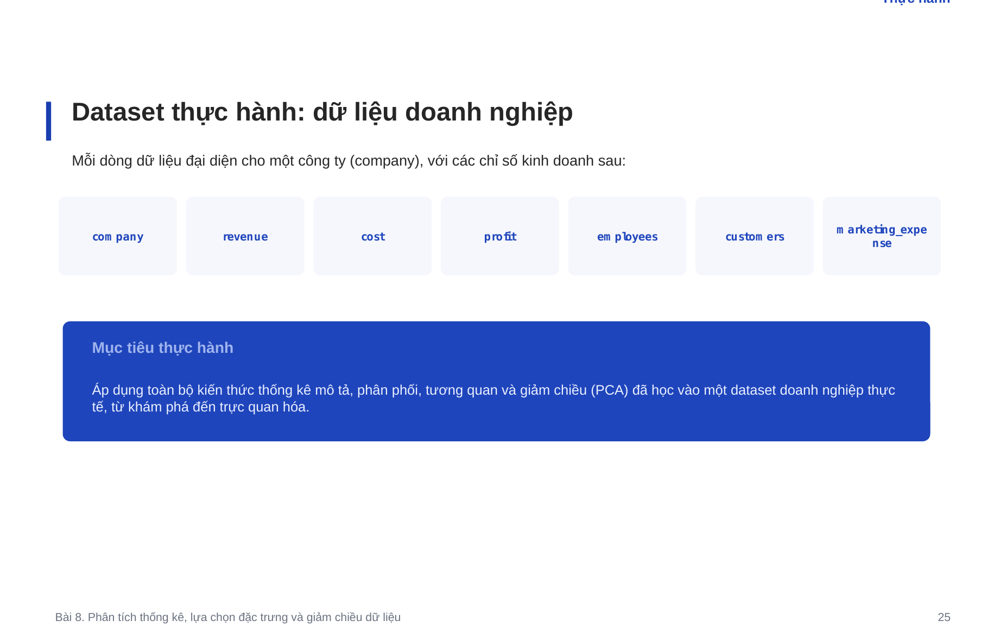 Thực hành
Dataset thực hành: dữ liệu doanh nghiệp
Mỗi dòng dữ liệu đại diện cho một công ty (company), với các chỉ số kinh doanh sau:
company
revenue
cost
profit
employees
customers
marketing_expe
nse
Mục tiêu thực hành
Áp dụng toàn bộ kiến thức thống kê mô tả, phân phối, tương quan và giảm chiều (PCA) đã học vào một dataset doanh nghiệp thực
tế, từ khám phá đến trực quan hóa.
Bài 8. Phân tích thống kê, lựa chọn đặc trưng và giảm chiều dữ liệu
25